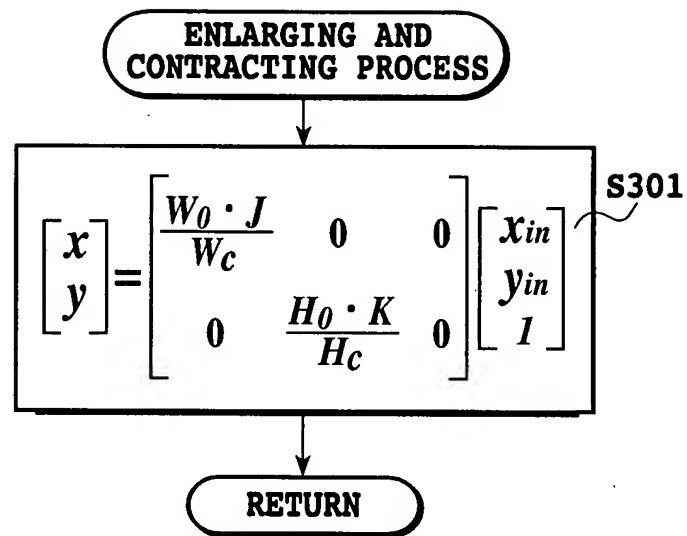 ENLARGING AND
CONTRACTING PROCESS
S301
[x y] = [W0 · J / Wc 0 0
0 H0 · K / Hc 0] [xin yin 1]
RETURN